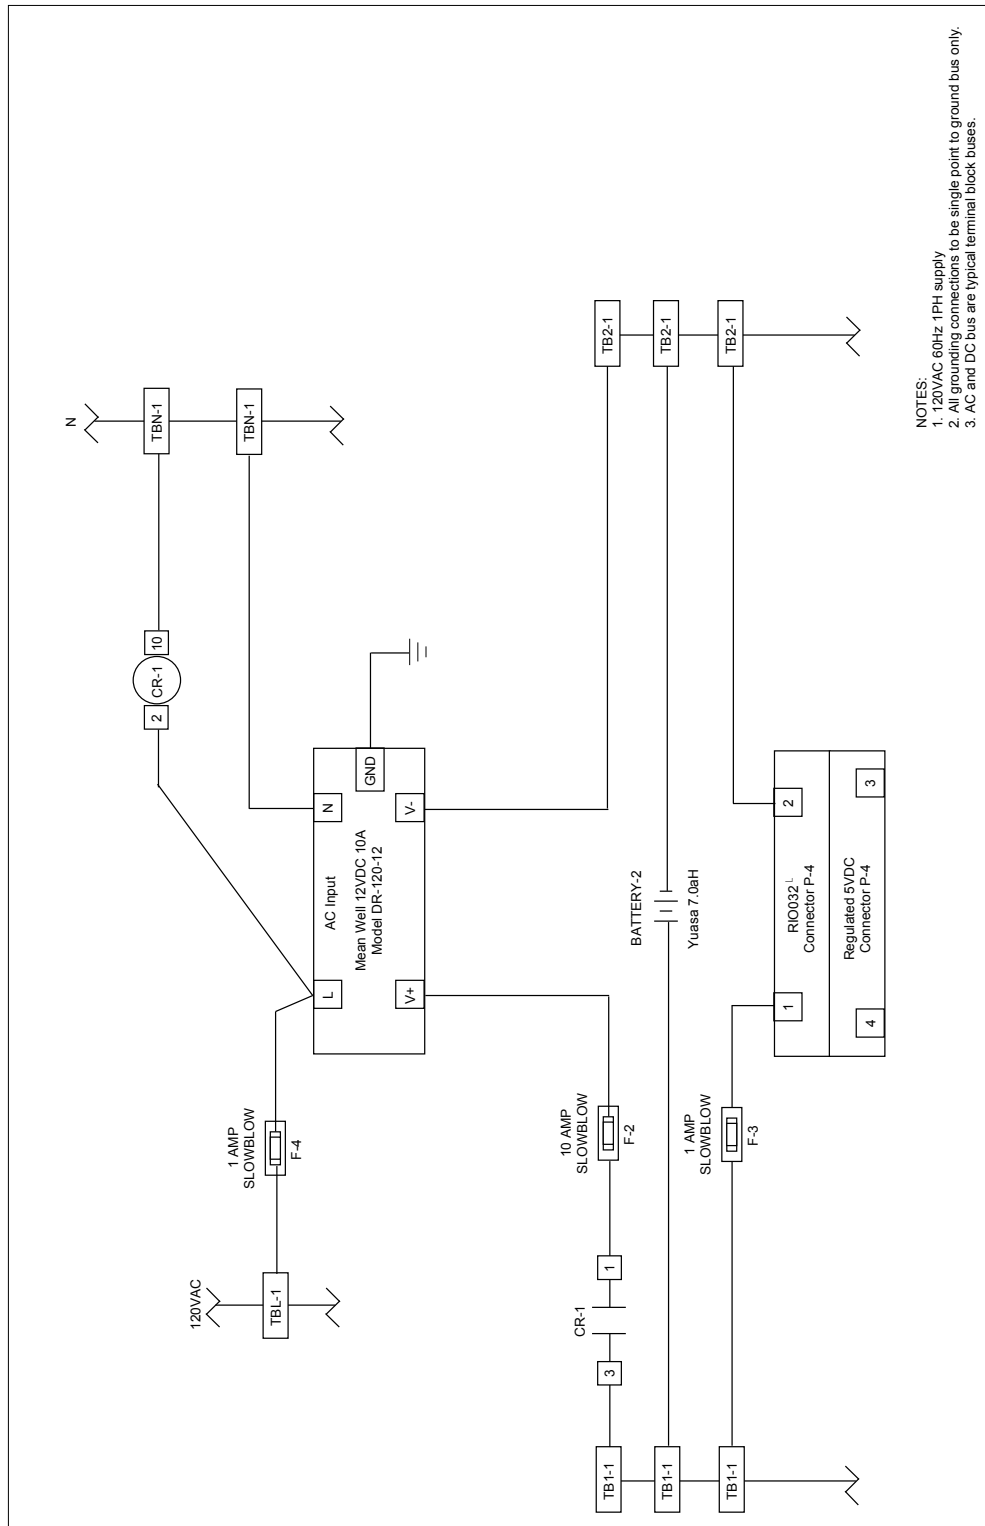 120VAC
N
TBL-1
1 AMP
SLOWBLOW
F-4
2
CR-1
10
TBN-1
TBN-1
L
AC Input
N
Mean Well 12VDC 10A
Model DR-120-12
GND
V+
V-
TB1-1
3
CR-1
1
10 AMP
SLOWBLOW
F-2
TB2-1
TB1-1
BATTERY-2
Yuasa 7.0aH
TB2-1
TB1-1
1 AMP
SLOWBLOW
F-3
TB2-1
1
RIO032 L
Connector P-4
2
4
Regulated 5VDC
Connector P-4
3
NOTES:
1. 120VAC 60Hz 1PH supply
2. All grounding connections to be single point to ground bus only.
3. AC and DC bus are typical terminal block buses.